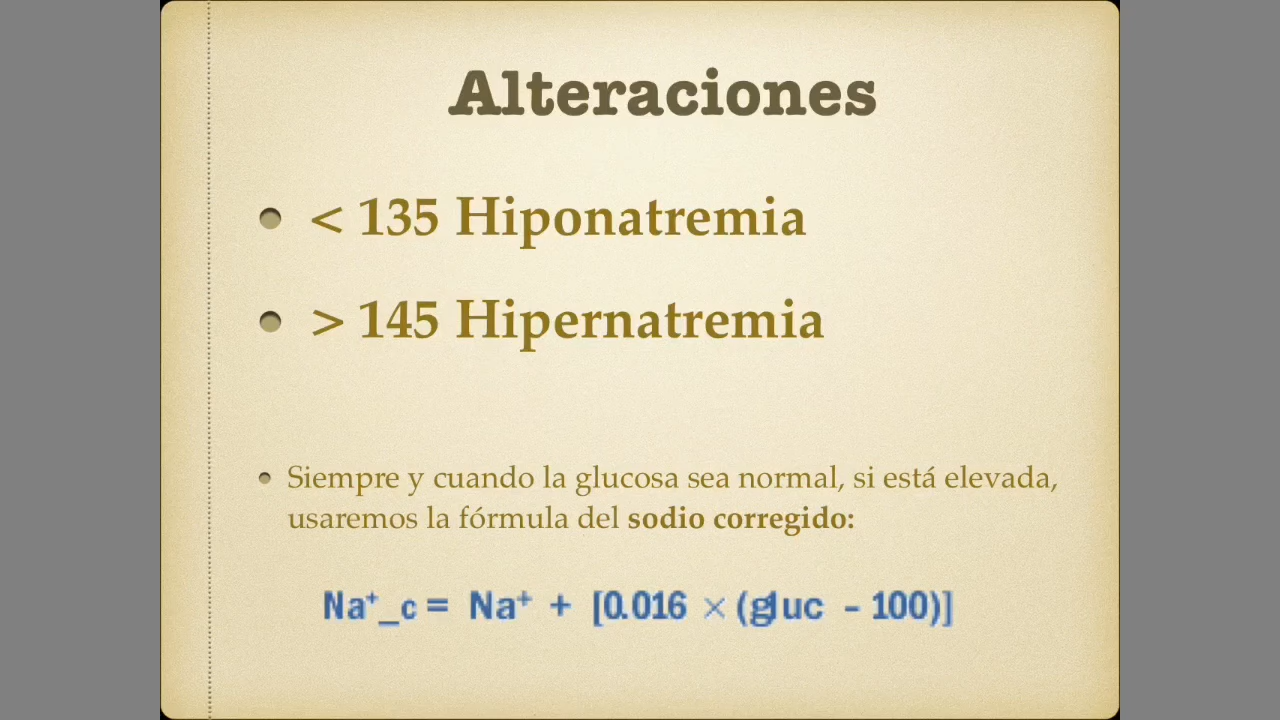 Alteraciones
< 135 Hiponatremia
> 145 Hipernatremia
Siempre y cuando la glucosa sea normal, si está elevada,
usaremos la fórmula del sodio corregido:
Na⁺_c = Na⁺ + [0.016 × (gluc - 100)]